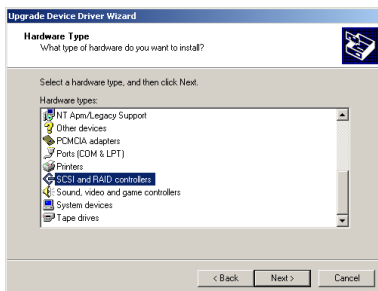 Upgrade Device Driver Wizard
Hardware Type
What type of hardware do you want to install?
Select a hardware type, and then click Next.
Hardware types:
NT Apm/Legacy Support
Other devices
PCMCIA adapters
Ports (COM & LPT)
Printers
SCSI and RAID controllers
Sound, video and game controllers
System devices
Tape drives
< Back
Next >
Cancel